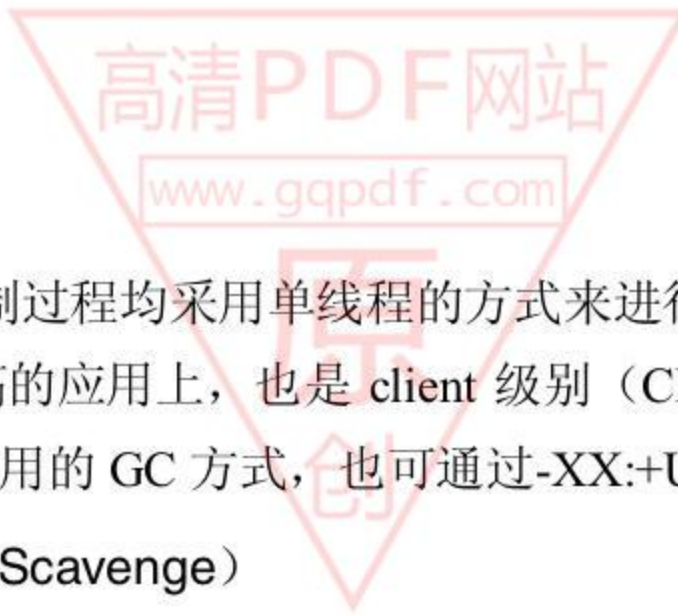 高清PDF网站
www.gqpdf.com
原
创
过程均采用单线程的方式来进
的应用上，也是 client 级别（C
用的 GC 方式，也可通过-XX:+U
Scavenge）